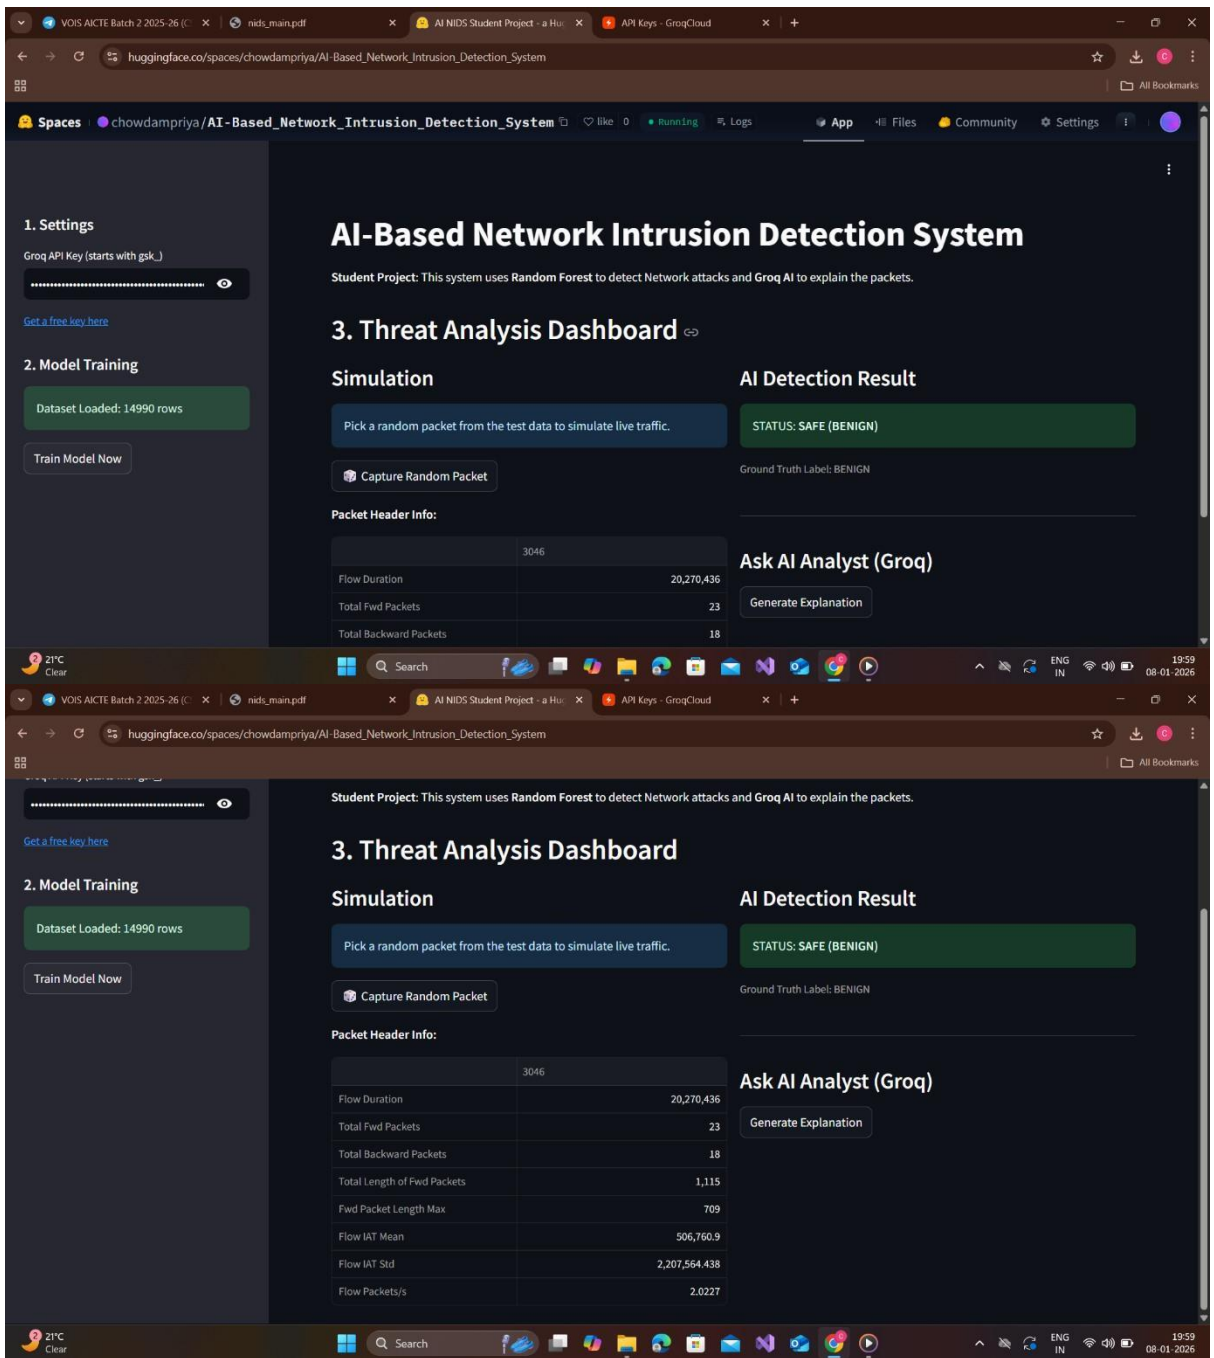 VOIS AICTE Batch 2 2025-26 (C
nids_main.pdf
AI NIDS Student Project - a Hug
API Keys - GroqCloud
huggingface.co/spaces/chowdampriya/AI-Based_Network_Intrusion_Detection_System
C
All Bookmarks
Spaces chowdampriya/AI-Based_Network_Intrusion_Detection_System like 0 Running Logs App Files Community Settings
1. Settings
Groq API Key (starts with gsk_)
Get a free key here
2. Model Training
Dataset Loaded: 14990 rows
Train Model Now
AI-Based Network Intrusion Detection System
Student Project: This system uses Random Forest to detect Network attacks and Groq AI to explain the packets.
3. Threat Analysis Dashboard
Simulation
Pick a random packet from the test data to simulate live traffic.
Capture Random Packet
Packet Header Info:
3046
Flow Duration 20,270,436
Total Fwd Packets 23
Total Backward Packets 18
AI Detection Result
STATUS: SAFE (BENIGN)
Ground Truth Label: BENIGN
Ask AI Analyst (Groq)
Generate Explanation
2
21°C
Clear
Search
ENG
IN
19:59
08-01-2026
VOIS AICTE Batch 2 2025-26 (C
nids_main.pdf
AI NIDS Student Project - a Hug
API Keys - GroqCloud
huggingface.co/spaces/chowdampriya/AI-Based_Network_Intrusion_Detection_System
C
All Bookmarks
Get a free key here
2. Model Training
Dataset Loaded: 14990 rows
Train Model Now
Student Project: This system uses Random Forest to detect Network attacks and Groq AI to explain the packets.
3. Threat Analysis Dashboard
Simulation
Pick a random packet from the test data to simulate live traffic.
Capture Random Packet
Packet Header Info:
3046
Flow Duration 20,270,436
Total Fwd Packets 23
Total Backward Packets 18
Total Length of Fwd Packets 1,115
Fwd Packet Length Max 709
Flow IAT Mean 506,760.9
Flow IAT Std 2,207,564.438
Flow Packets/s 2.0227
AI Detection Result
STATUS: SAFE (BENIGN)
Ground Truth Label: BENIGN
Ask AI Analyst (Groq)
Generate Explanation
2
21°C
Clear
Search
ENG
IN
19:59
08-01-2026